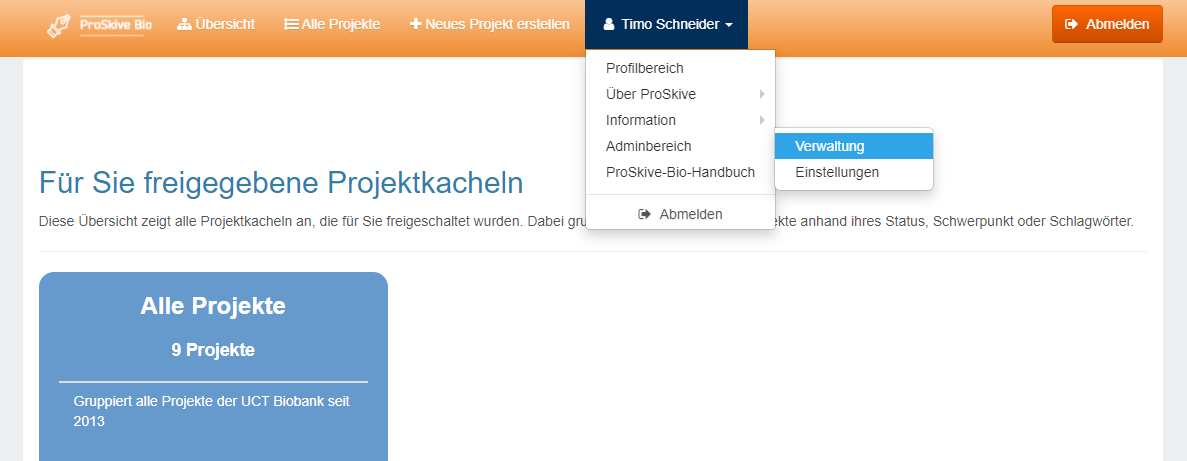 ProSkive Bio
Übersicht
Alle Projekte
Neues Projekt erstellen
Timo Schneider
Abmelden
Profilbereich
Über ProSkive
Information
Adminbereich
ProSkive-Bio-Handbuch
Abmelden
Verwaltung
Einstellungen
Für Sie freigegebene Projektkacheln
Diese Übersicht zeigt alle Projektkacheln an, die für Sie freigeschaltet wurden. Dabei ekte anhand ihres Status, Schwerpunkt oder Schlagwörter.
Alle Projekte
9 Projekte
Gruppiert alle Projekte der UCT Biobank seit
2013